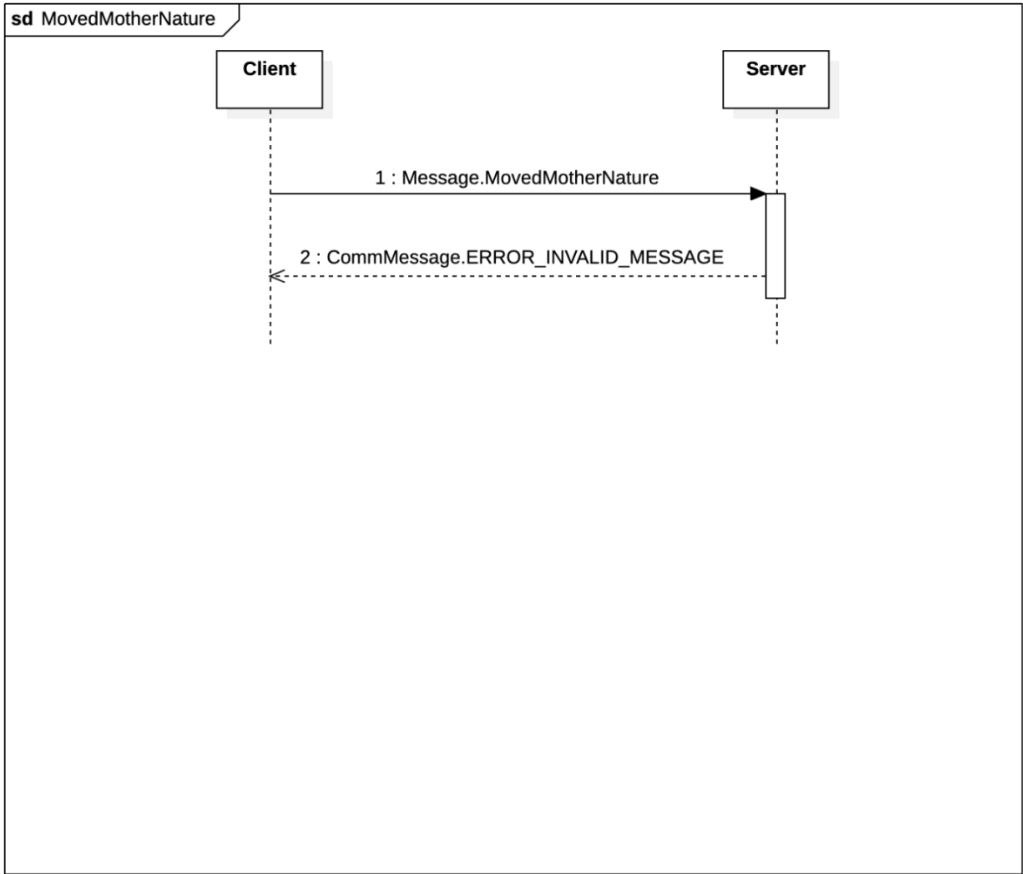 sd MovedMotherNature
Client
Server
1 : Message.MovedMotherNature
2 : CommMessage.ERROR_INVALID_MESSAGE